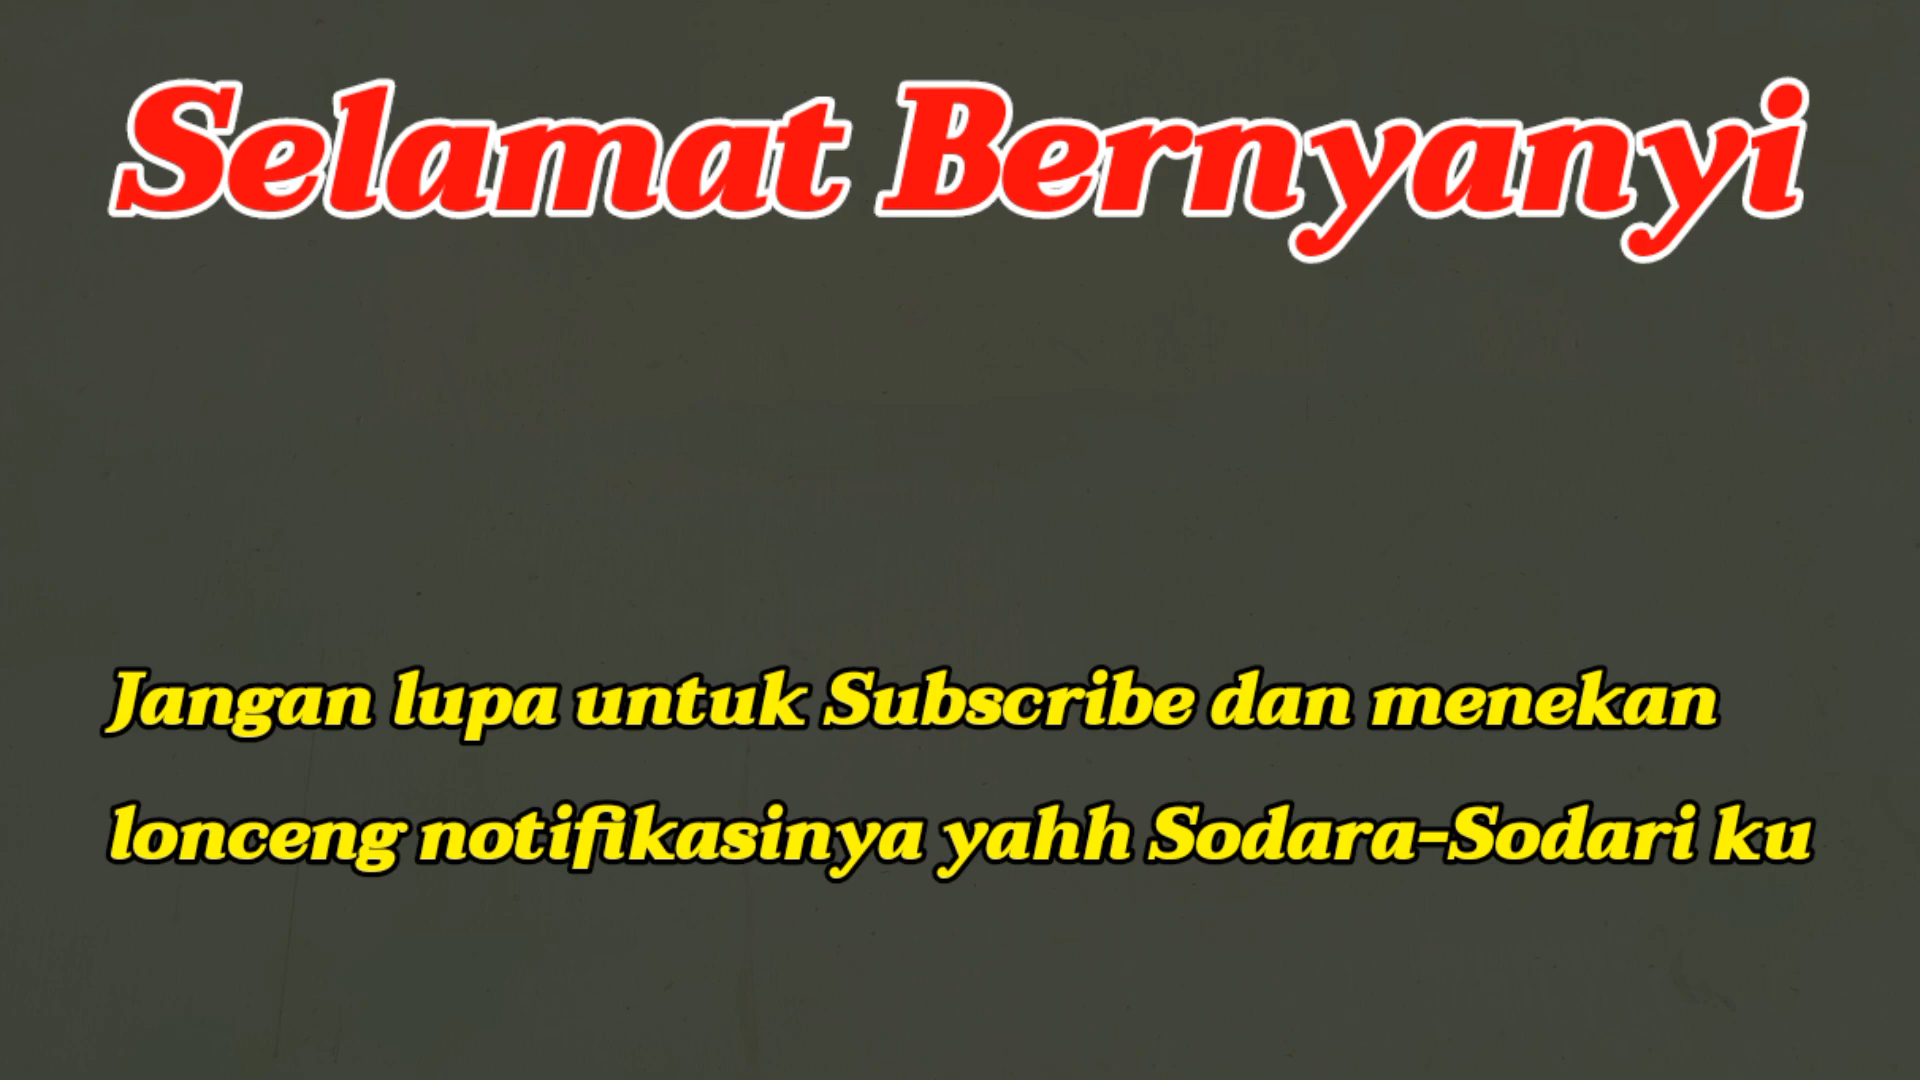 Selamat Bernyanyi
Jangan lupa untuk Subscribe dan menekan
lonceng notifikasinya yahh Sodara-Sodari ku